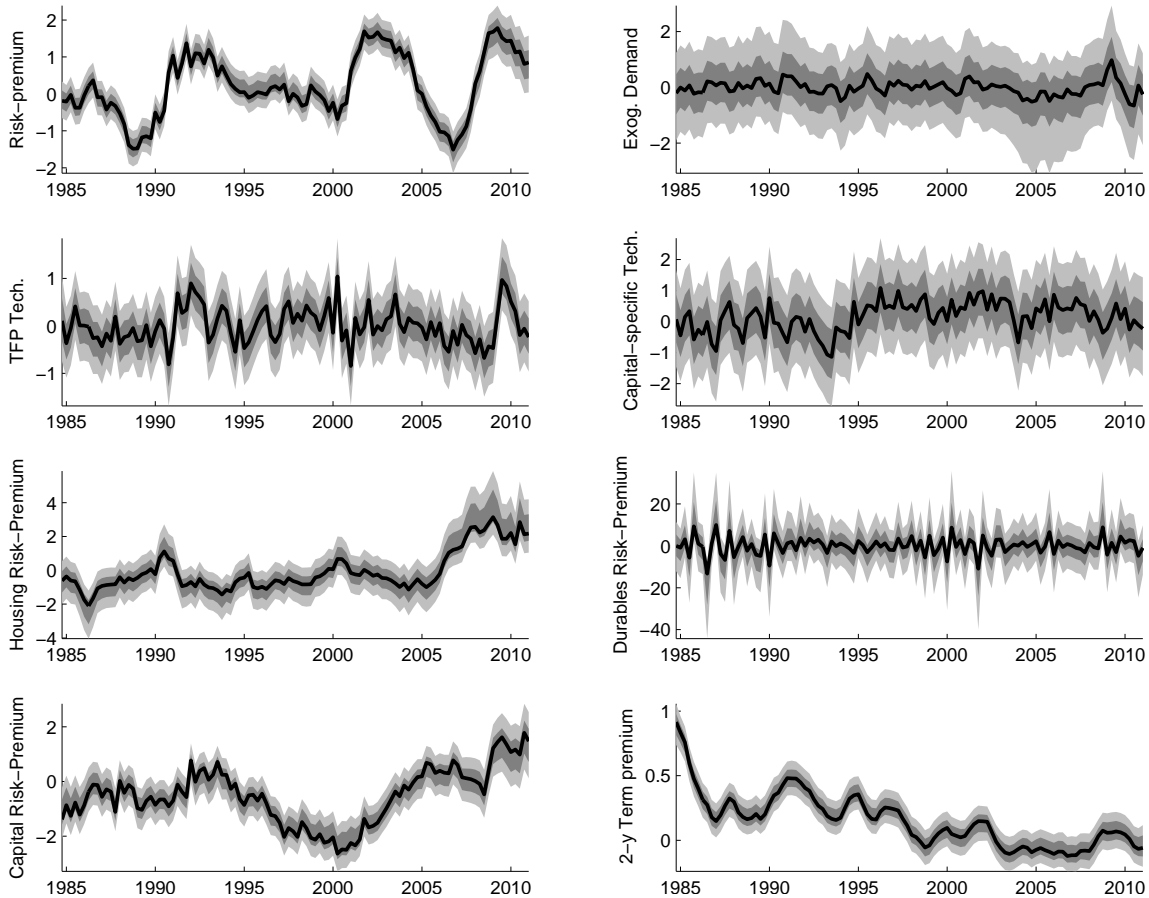 Risk−premium
2
1
0
−1
−2
1985 1990 1995 2000 2005 2010
Exog. Demand
2
0
−2
1985 1990 1995 2000 2005 2010
TFP Tech.
1
0
−1
1985 1990 1995 2000 2005 2010
Capital−specific Tech.
2
1
0
−1
−2
1985 1990 1995 2000 2005 2010
Housing Risk−Premium
4
2
0
−2
−4
1985 1990 1995 2000 2005 2010
Durables Risk−Premium
20
0
−20
−40
1985 1990 1995 2000 2005 2010
Capital Risk−Premium
2
0
−2
1985 1990 1995 2000 2005 2010
2−y Term premium
1
0.5
0
1985 1990 1995 2000 2005 2010